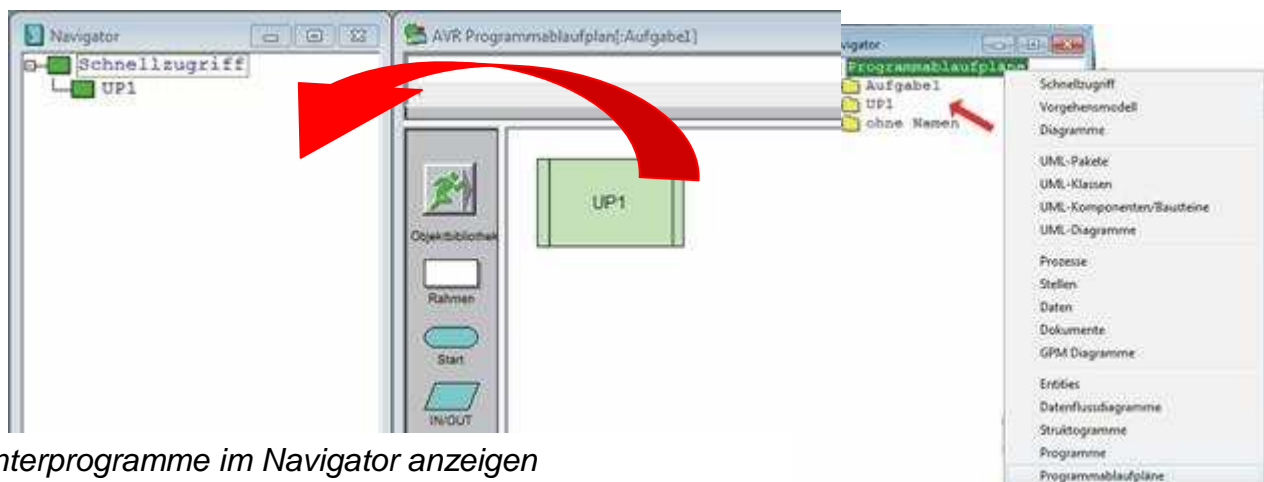 Navigator
Schnellzugriff
UP1
AVR Programmablaufplan[:Aufgabe1]
UP1
Objektbibliothek
Rahmen
Start
IN/OUT
vigator
Programmablaufpläne
Aufgabe1
UP1
ohne Namen
Schnellzugriff
Vorgehensmodell
Diagramme
UML-Pakete
UML-Klassen
UML-Komponenten/Bausteine
UML-Diagramme
Prozesse
Stellen
Daten
Dokumente
GPM Diagramme
Entities
Datenflussdiagramme
Struktogramme
Programme
Programmablaufpläne
nterprogramme im Navigator anzeigen